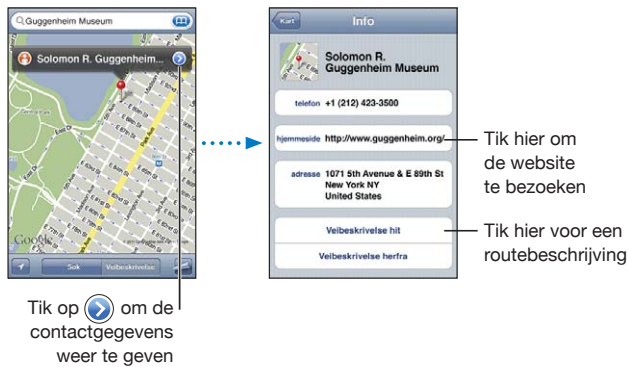 Guggenheim Museum
Solomon R. Guggenheim...
Google
Søk
Veibeskrivelse
Tik op om de
contactgegevens
weer te geven
Kart
Info
Solomon R.
Guggenheim Museum
telefon +1 (212) 423-3500
hjemmeside http://www.guggenheim.org/
adresse 1071 5th Avenue & E 89th St
New York NY
United States
Veibeskrivelse hit
Veibeskrivelse herfra
Tik hier om
de website
te bezoeken
Tik hier voor een
routebeschrijving